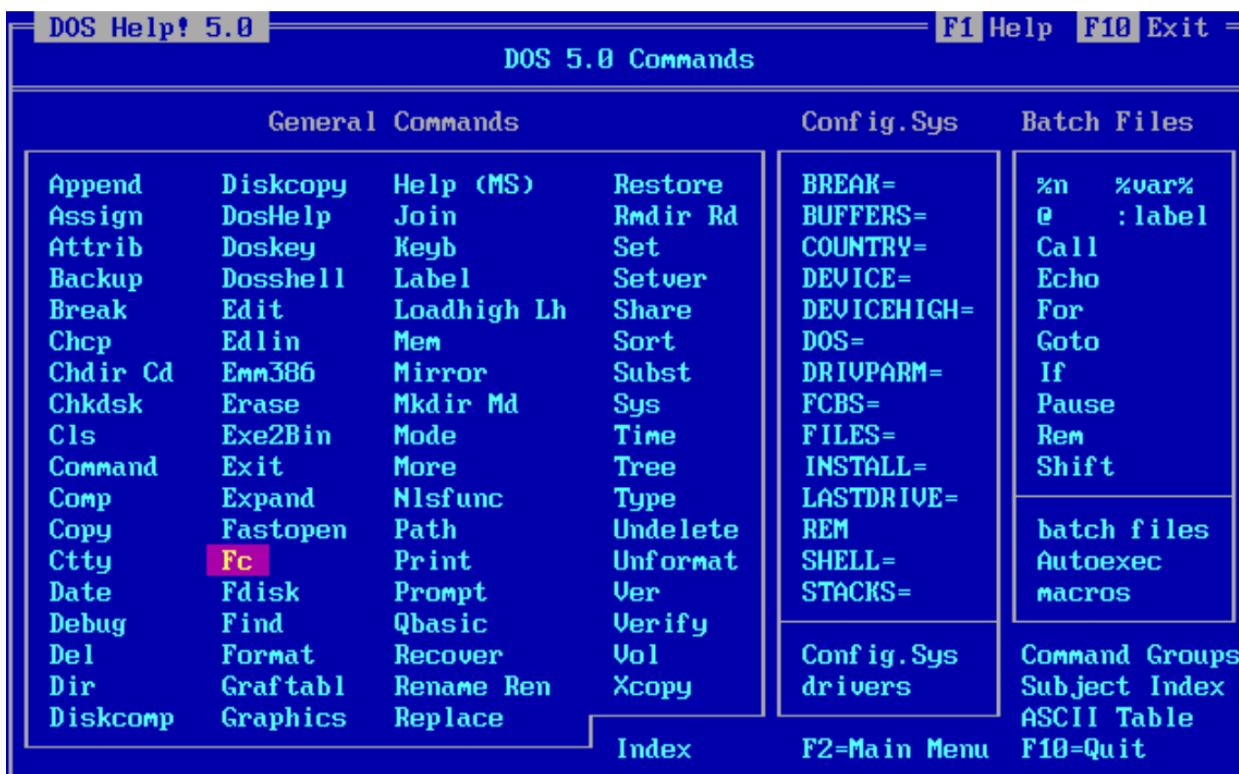 DOS Help! 5.0 F1 Help F10 Exit
DOS 5.0 Commands
General Commands Config.Sys Batch Files
Append Diskcopy Help (MS) Restore BREAK= %n %var%
Assign DosHelp Join Rmdir Rd BUFFERS= @ :label
Attrib Doskey Keyb Set COUNTRY= Call
Backup Dosshell Label Setver DEVICE= Echo
Break Edit Loadhigh Lh Share DEVICEHIGH= For
Chcp Edlin Mem Sort DOS= Goto
Chdir Cd Emm386 Mirror Subst DRIVPARM= If
Chkdsk Erase Mkdir Md Sys FCBS= Pause
Cls Exe2Bin Mode Time FILES= Rem
Command Exit More Tree INSTALL= Shift
Comp Expand Nlsfunc Type LASTDRIVE=
Copy Fastopen Path Undelete REM batch files
Ctty Fc Print Unformat SHELL= Autoexec
Date Fdisk Prompt Ver STACKS= macros
Debug Find Qbasic Verify
Del Format Recover Vol Config.Sys Command Groups
Dir Graftabl Rename Ren Xcopy drivers Subject Index
Diskcomp Graphics Replace ASCII Table
Index F2=Main Menu F10=Quit